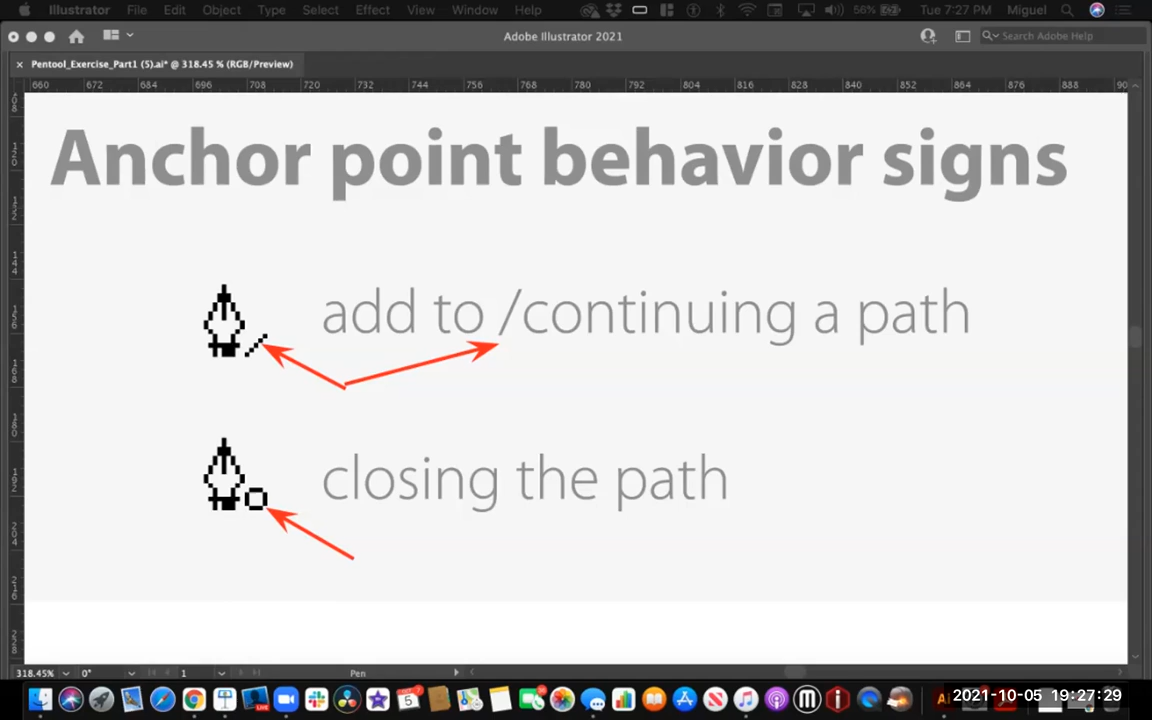 Illustrator File Edit Object Type Select Effect View Window Help 56% Tue 7:27 PM Miguel
Adobe Illustrator 2021 Search Adobe Help
Pentool_Exercise_Part1 (5).ai* @ 318.45 % (RGB/Preview)
660 672 684 696 708 720 732 744 756 768 780 792 804 816 828 840 852 864 876 888 90
Anchor point behavior signs
add to /continuing a path
closing the path
318.45% 0° 1 Pen
2021-10-05 19:27:29